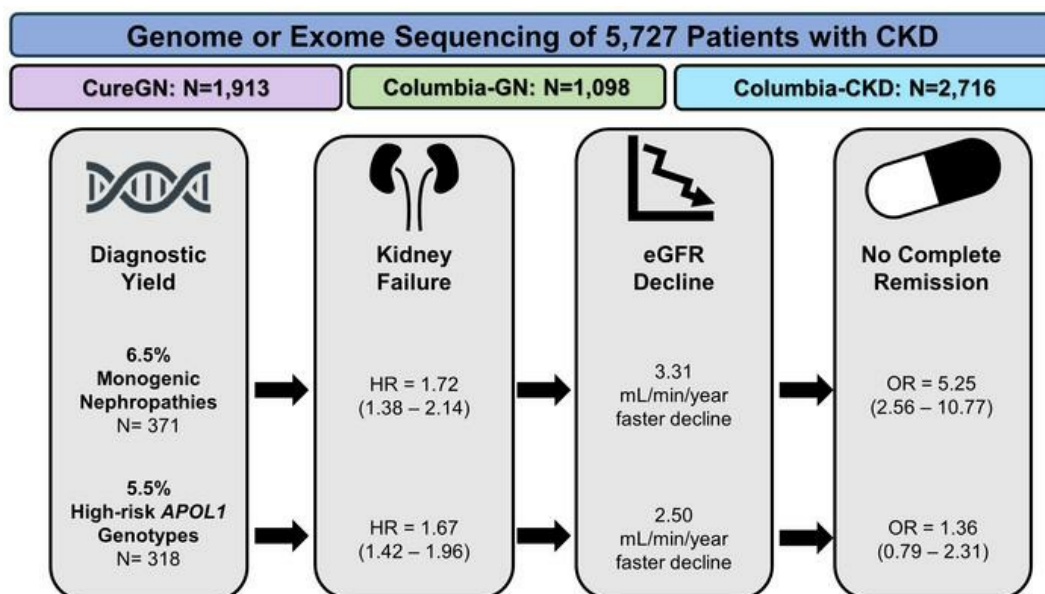 Genome or Exome Sequencing of 5,727 Patients with CKD
CureGN: N=1,913
Columbia-GN: N=1,098
Columbia-CKD: N=2,716
Diagnostic
Yield
Kidney
Failure
eGFR
Decline
No Complete
Remission
6.5%
Monogenic
Nephropathies
N= 371
HR = 1.72
(1.38 – 2.14)
3.31
mL/min/year
faster decline
OR = 5.25
(2.56 – 10.77)
5.5%
High-risk APOL1
Genotypes
N= 318
HR = 1.67
(1.42 – 1.96)
2.50
mL/min/year
faster decline
OR = 1.36
(0.79 – 2.31)